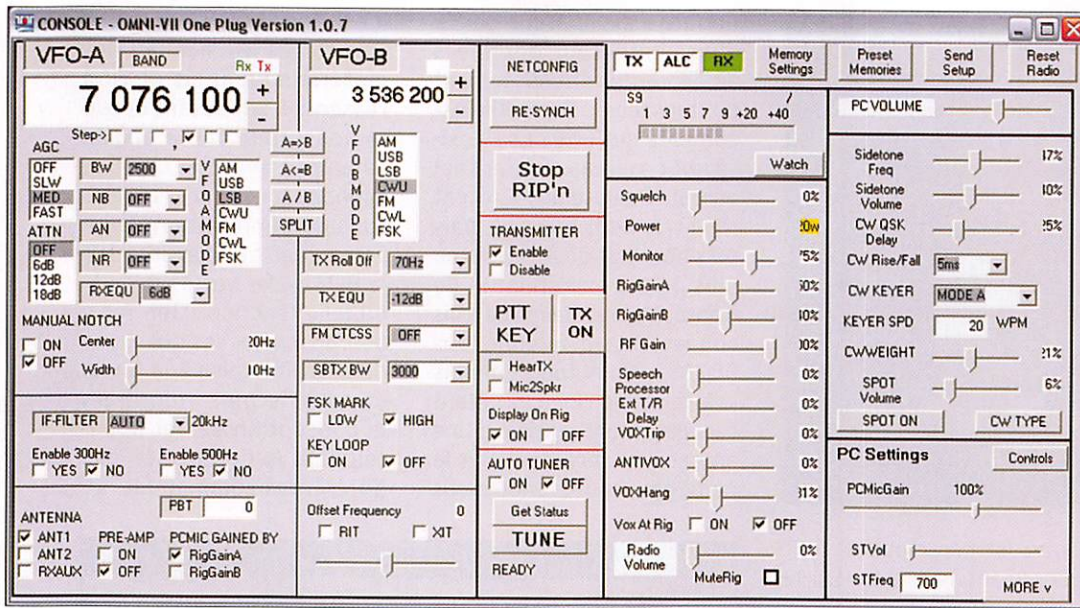 CONSOLE - OMNI-VII One Plug Version 1.0.7
VFO-A BAND Rx Tx
7 076 100 + -
Step->
AGC
OFF
SLW
MED
FAST
ATTN
OFF
6dB
12dB
18dB
BW 2500
NB OFF
AN OFF
NR OFF
RXEQU 6dB
VFO A MODE
AM
USB
LSB
CWU
FM
CWL
FSK
MANUAL NOTCH
ON Center 20Hz
OFF Width 10Hz
IF-FILTER AUTO 20kHz
Enable 300Hz Enable 500Hz
YES NO YES NO
PBT 0
ANTENNA
ANT1 PRE-AMP PCMIC GAINED BY
ANT2 ON RigGainA
RXAUX OFF RigGainB
VFO-B
3 536 200 + -
A=>B
A<=B
A / B
SPLIT
VFO B MODE
AM
USB
LSB
CWU
FM
CWL
FSK
TX Roll Off 70Hz
TX EQU -12dB
FM CTCSS OFF
SBTX BW 3000
FSK MARK
LOW HIGH
KEY LOOP
ON OFF
Offset Frequency 0
RIT XIT
NETCONFIG
RE-SYNCH
Stop
RIP'n
TRANSMITTER
Enable
Disable
PTT
KEY
TX
ON
HearTX
Mic2Spkr
Display On Rig
ON OFF
AUTO TUNER
ON OFF
Get Status
TUNE
READY
TX ALC RX
Memory
Settings
Preset
Memories
Send
Setup
Reset
Radio
S9
1 3 5 7 9 +20 +40
Watch
Squelch 0%
Power 20w
Monitor
RigGainA
RigGainB
RF Gain
Speech
Processor 0%
Ext T/R
Delay 0%
VOXTrip 0%
ANTIVOX 0%
VOXHang
Vox At Rig ON OFF
Radio
Volume 0%
MuteRig
PC VOLUME
Sidetone
Freq 17%
Sidetone
Volume
CW QSK
Delay
CW Rise/Fall 5ms
CW KEYER MODE A
KEYER SPD 20 WPM
CWWEIGHT
SPOT
Volume 6%
SPOT ON CW TYPE
PC Settings Controls
PCMicGain 100%
STVol
STFreq 700
MORE v